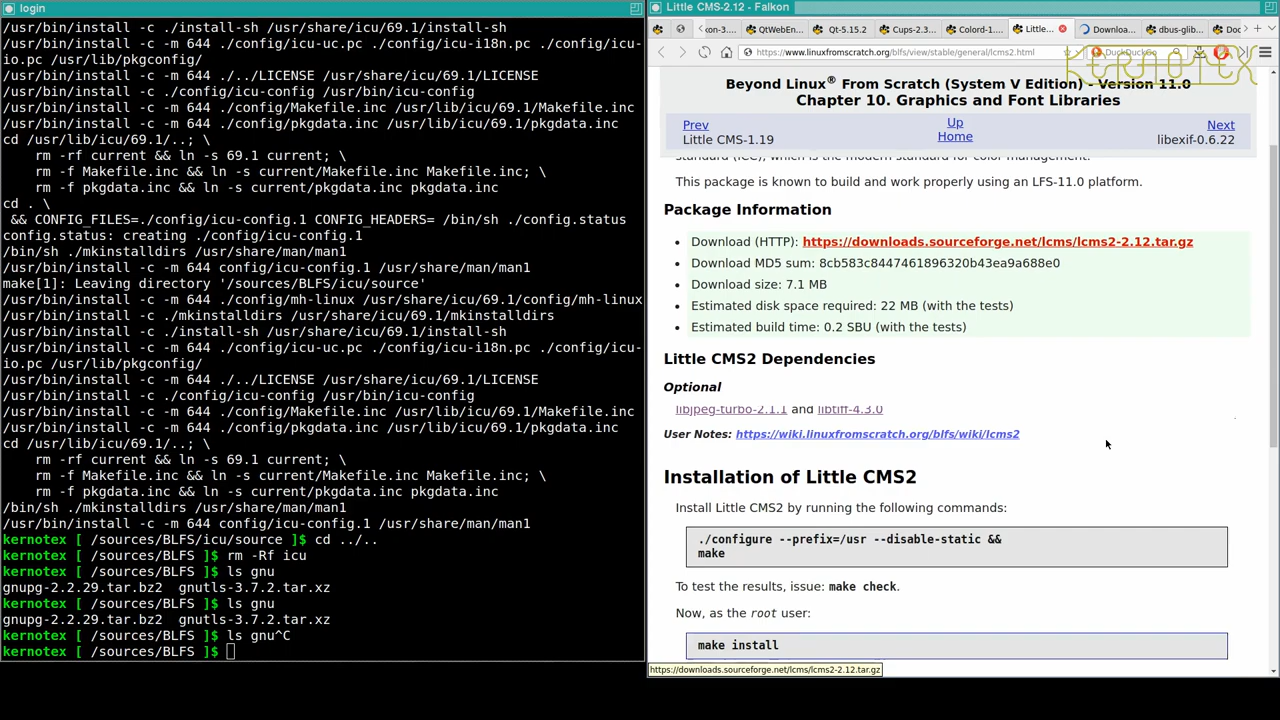 login
/usr/bin/install -c ./install-sh /usr/share/icu/69.1/install-sh
/usr/bin/install -c -m 644 ./config/icu-uc.pc ./config/icu-i18n.pc ./config/icu-
io.pc /usr/lib/pkgconfig/
/usr/bin/install -c -m 644 ./../LICENSE /usr/share/icu/69.1/LICENSE
/usr/bin/install -c ./config/icu-config /usr/bin/icu-config
/usr/bin/install -c -m 644 ./config/Makefile.inc /usr/lib/icu/69.1/Makefile.inc
/usr/bin/install -c -m 644 ./config/pkgdata.inc /usr/lib/icu/69.1/pkgdata.inc
cd /usr/lib/icu/69.1/..; \
rm -rf current && ln -s 69.1 current; \
rm -f Makefile.inc && ln -s current/Makefile.inc Makefile.inc; \
rm -f pkgdata.inc && ln -s current/pkgdata.inc pkgdata.inc
cd . \
&& CONFIG_FILES=./config/icu-config.1 CONFIG_HEADERS= /bin/sh ./config.status
config.status: creating ./config/icu-config.1
/bin/sh ./mkinstalldirs /usr/share/man/man1
/usr/bin/install -c -m 644 config/icu-config.1 /usr/share/man/man1
make[1]: Leaving directory '/sources/BLFS/icu/source'
/usr/bin/install -c -m 644 ./config/mh-linux /usr/share/icu/69.1/config/mh-linux
/bin/sh ./mkinstalldirs /usr/share/icu/69.1/mkinstalldirs
/usr/bin/install -c ./install-sh /usr/share/icu/69.1/install-sh
/usr/bin/install -c -m 644 ./config/icu-uc.pc ./config/icu-i18n.pc ./config/icu-
io.pc /usr/lib/pkgconfig/
/usr/bin/install -c -m 644 ./../LICENSE /usr/share/icu/69.1/LICENSE
/usr/bin/install -c ./config/icu-config /usr/bin/icu-config
/usr/bin/install -c -m 644 ./config/Makefile.inc /usr/lib/icu/69.1/Makefile.inc
/usr/bin/install -c -m 644 ./config/pkgdata.inc /usr/lib/icu/69.1/pkgdata.inc
cd /usr/lib/icu/69.1/..; \
rm -rf current && ln -s 69.1 current; \
rm -f Makefile.inc && ln -s current/Makefile.inc Makefile.inc; \
rm -f pkgdata.inc && ln -s current/pkgdata.inc pkgdata.inc
/bin/sh ./mkinstalldirs /usr/share/man/man1
/usr/bin/install -c -m 644 config/icu-config.1 /usr/share/man/man1
kernotex [ /sources/BLFS/icu/source ]$ cd ../..
kernotex [ /sources/BLFS ]$ rm -Rf icu
kernotex [ /sources/BLFS ]$ ls gnu
gnupg-2.2.29.tar.bz2 gnutls-3.7.2.tar.xz
kernotex [ /sources/BLFS ]$ ls gnu
gnupg-2.2.29.tar.bz2 gnutls-3.7.2.tar.xz
kernotex [ /sources/BLFS ]$ ls gnu^C
kernotex [ /sources/BLFS ]$
Little CMS-2.12 - Falkon
kon-3.... QtWebEn... Qt-5.15.2 Cups-2.3... Colord-1... Little... Downloa... dbus-glib... Doc
https://www.linuxfromscratch.org/blfs/view/stable/general/lcms2.html DuckDuckGo
KERNOTEX
Beyond Linux® From Scratch (System V Edition) - Version 11.0
Chapter 10. Graphics and Font Libraries
Prev Up Next
Little CMS-1.19 Home libexif-0.6.22
standard (ICC), which is the modern standard for color management.
This package is known to build and work properly using an LFS-11.0 platform.
Package Information
• Download (HTTP): https://downloads.sourceforge.net/lcms/lcms2-2.12.tar.gz
• Download MD5 sum: 8cb583c8447461896320b43ea9a688e0
• Download size: 7.1 MB
• Estimated disk space required: 22 MB (with the tests)
• Estimated build time: 0.2 SBU (with the tests)
Little CMS2 Dependencies
Optional
libjpeg-turbo-2.1.1 and libtiff-4.3.0
User Notes: https://wiki.linuxfromscratch.org/blfs/wiki/lcms2
Installation of Little CMS2
Install Little CMS2 by running the following commands:
./configure --prefix=/usr --disable-static &&
make
To test the results, issue: make check.
Now, as the root user:
make install
https://downloads.sourceforge.net/lcms/lcms2-2.12.tar.gz